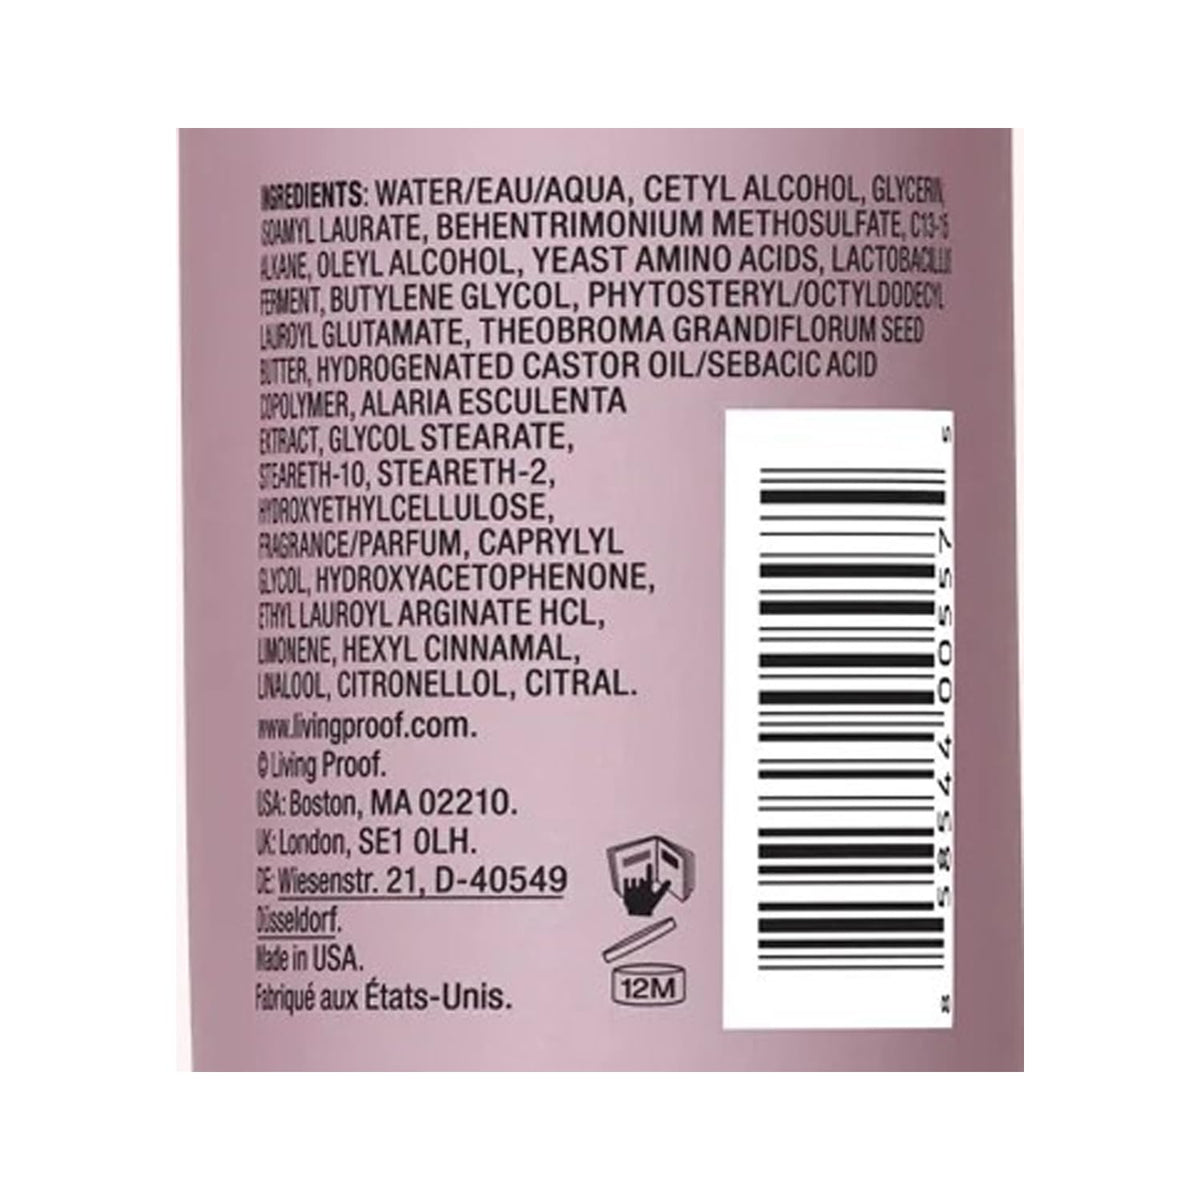 INGREDIENTS: WATER/EAU/AQUA, CETYL ALCOHOL, GLYCERIN,
ISOAMYL LAURATE, BEHENTRIMONIUM METHOSULFATE, C13-15
ALKANE, OLEYL ALCOHOL, YEAST AMINO ACIDS, LACTOBACILLUS
FERMENT, BUTYLENE GLYCOL, PHYTOSTERYL/OCTYLDODECYL
LAUROYL GLUTAMATE, THEOBROMA GRANDIFLORUM SEED
BUTTER, HYDROGENATED CASTOR OIL/SEBACIC ACID
COPOLYMER, ALARIA ESCULENTA
EXTRACT, GLYCOL STEARATE,
STEARETH-10, STEARETH-2,
HYDROXYETHYLCELLULOSE,
FRAGRANCE/PARFUM, CAPRYLYL
GLYCOL, HYDROXYACETOPHENONE,
ETHYL LAUROYL ARGINATE HCL,
LIMONENE, HEXYL CINNAMAL,
LINALOOL, CITRONELLOL, CITRAL.
www.livingproof.com.
© Living Proof.
USA: Boston, MA 02210.
UK: London, SE1 0LH.
DE: Wiesenstr. 21, D-40549
Düsseldorf.
Made in USA.
Fabriqué aux États-Unis.
12M
5 75500 44585 8